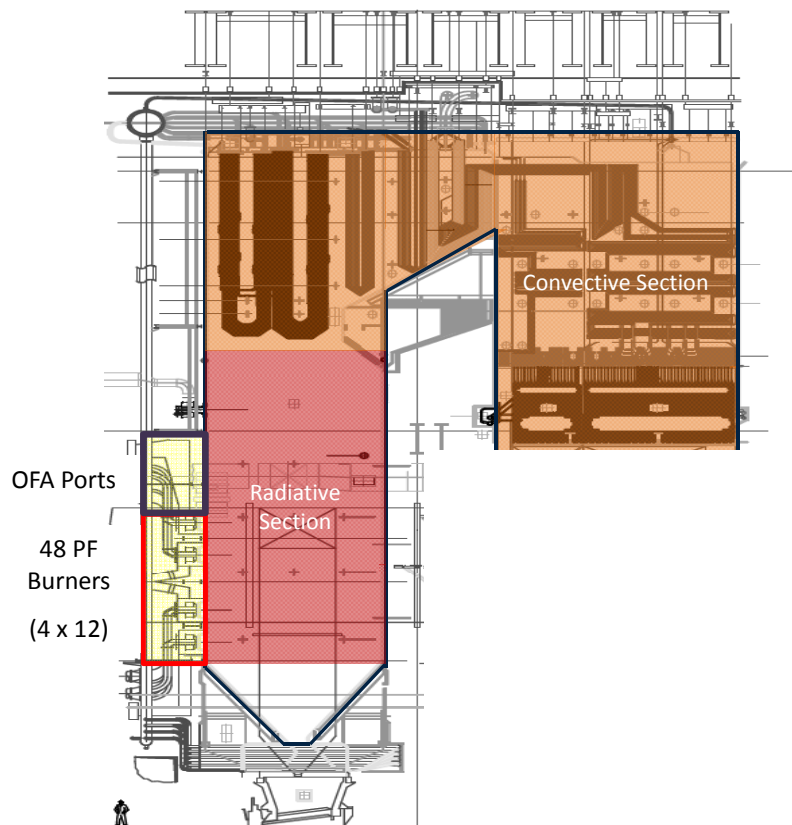 Convective Section
OFA Ports
Radiative
Section
48 PF
Burners
(4 x 12)